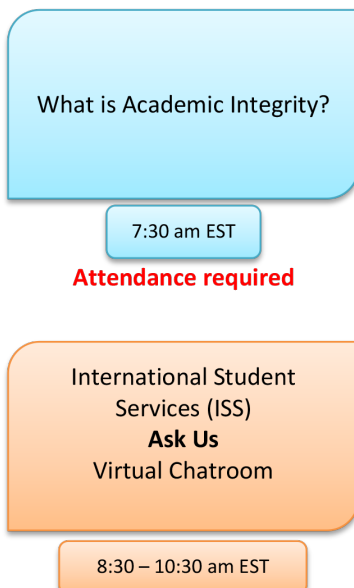 What is Academic Integrity?
7:30 am EST
Attendance required
International Student
Services (ISS)
Ask Us
Virtual Chatroom
8:30 – 10:30 am EST